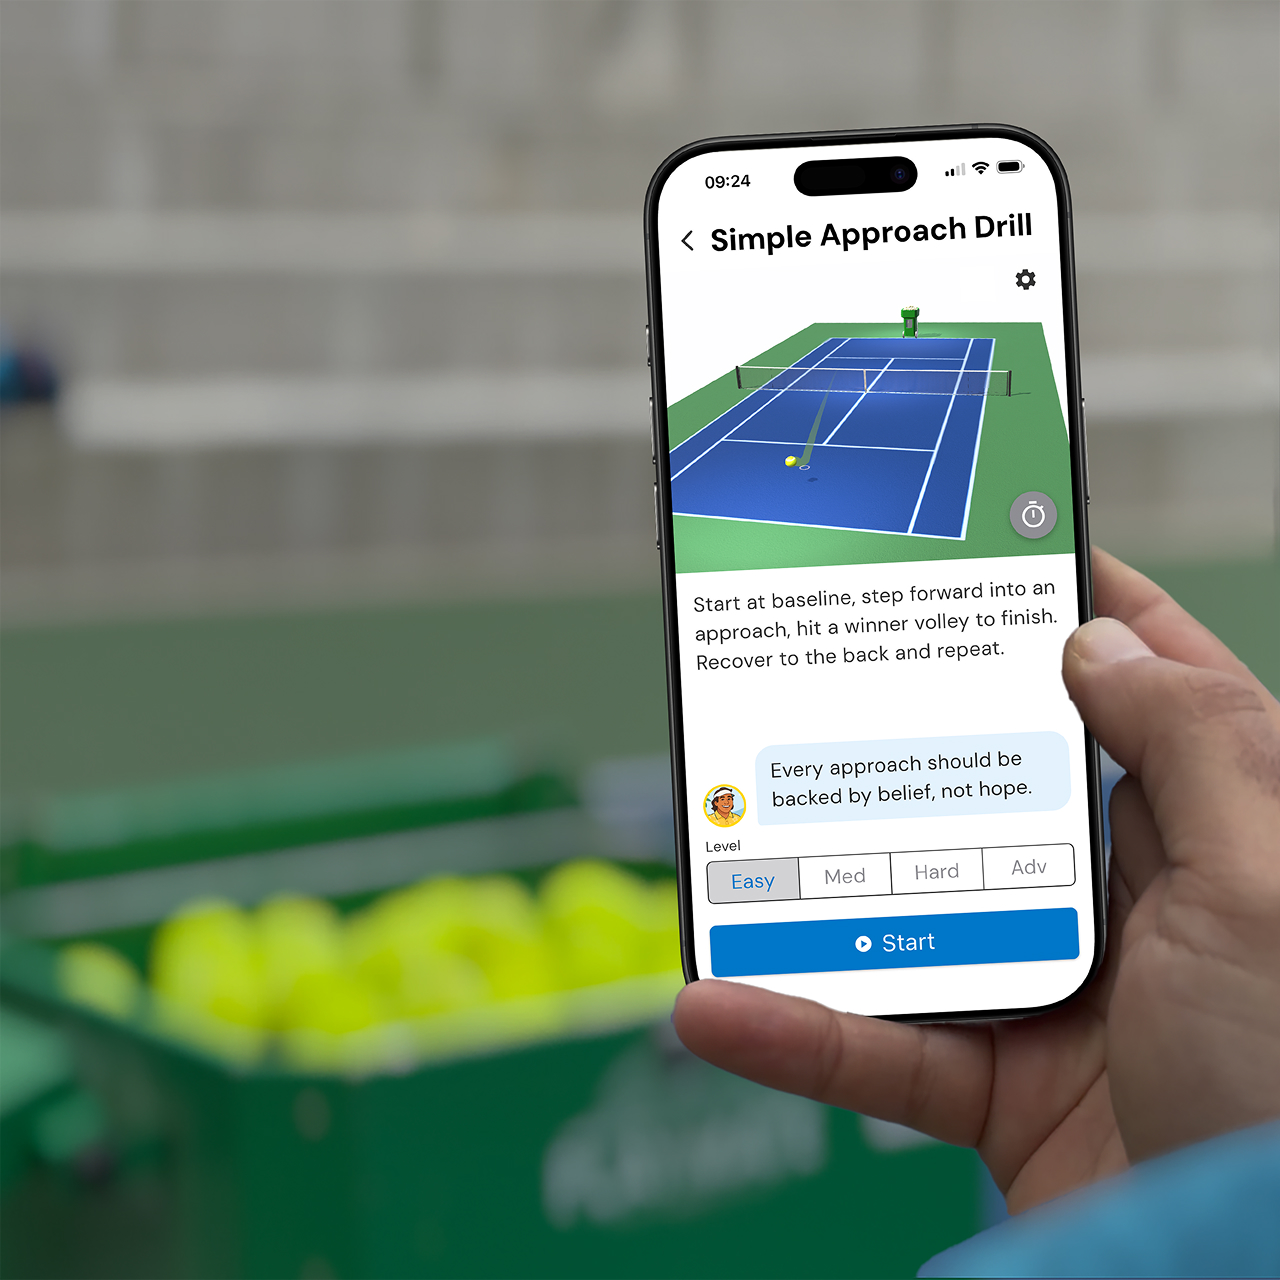 09:24
Simple Approach Drill
Start at baseline, step forward into an
approach, hit a winner volley to finish.
Recover to the back and repeat.
Every approach should be
backed by belief, not hope.
Level
Easy
Med
Hard
Adv
Start